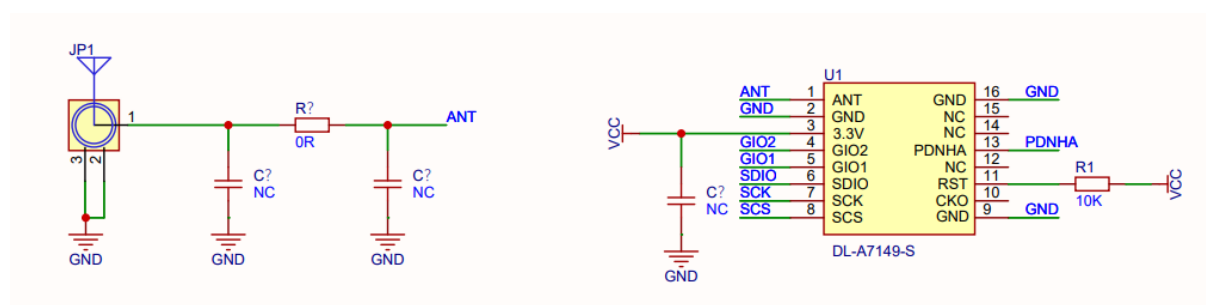 JP1
1
3
2
GND
C?
NC
GND
R?
0R
C?
NC
GND
ANT
VCC
C?
NC
GND
U1
ANT 1 ANT
GND 2 GND
3 3.3V
GIO2 4 GIO2
GIO1 5 GIO1
SDIO 6 SDIO
SCK 7 SCK
SCS 8 SCS
GND 16 GND
NC 15
NC 14
PDNHA 13 PDNHA
NC 12
RST 11
CKO 10
GND 9 GND
DL-A7149-S
R1
10K
VCC